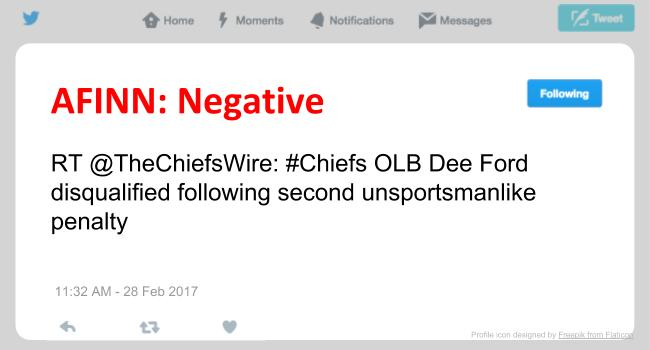 Home Moments Notifications Messages Tweet
AFINN: Negative
Following
RT @TheChiefsWire: #Chiefs OLB Dee Ford
disqualified following second unsportsmanlike
penalty
11:32 AM - 28 Feb 2017
Profile icon designed by Freepik from Flaticon